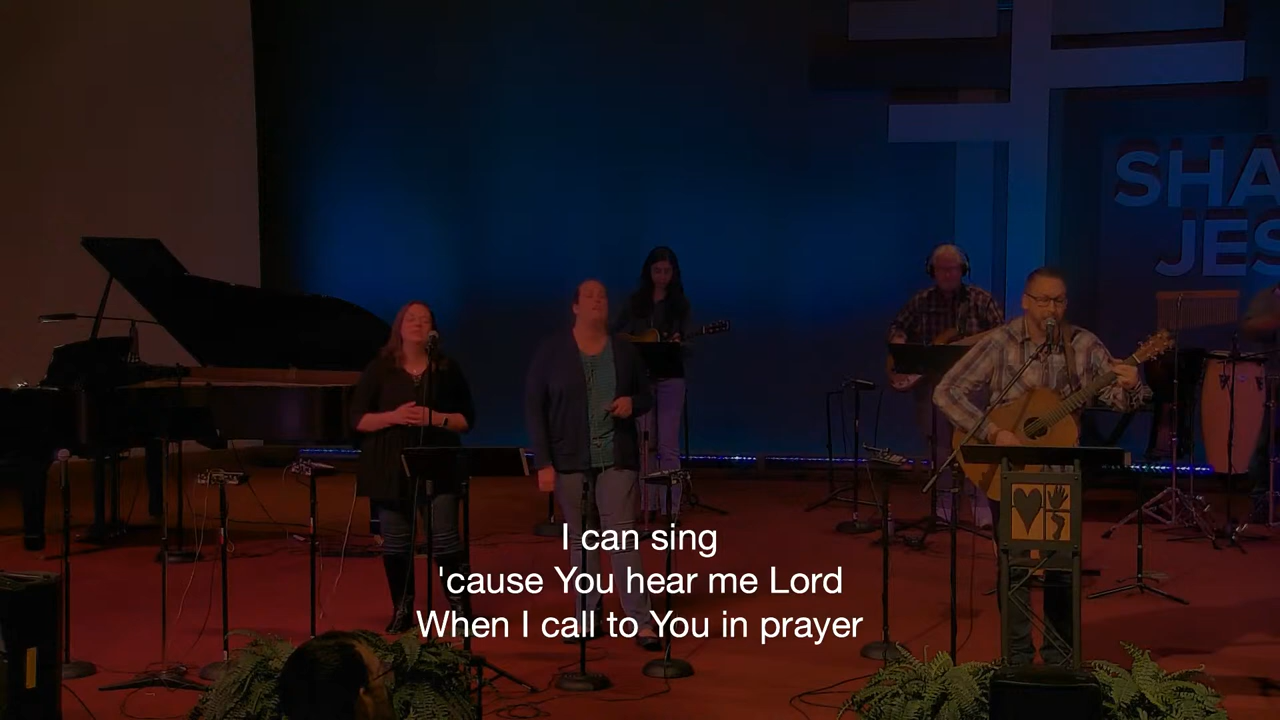 SHA
JES
I can sing
'cause You hear me Lord
When I call to You in prayer